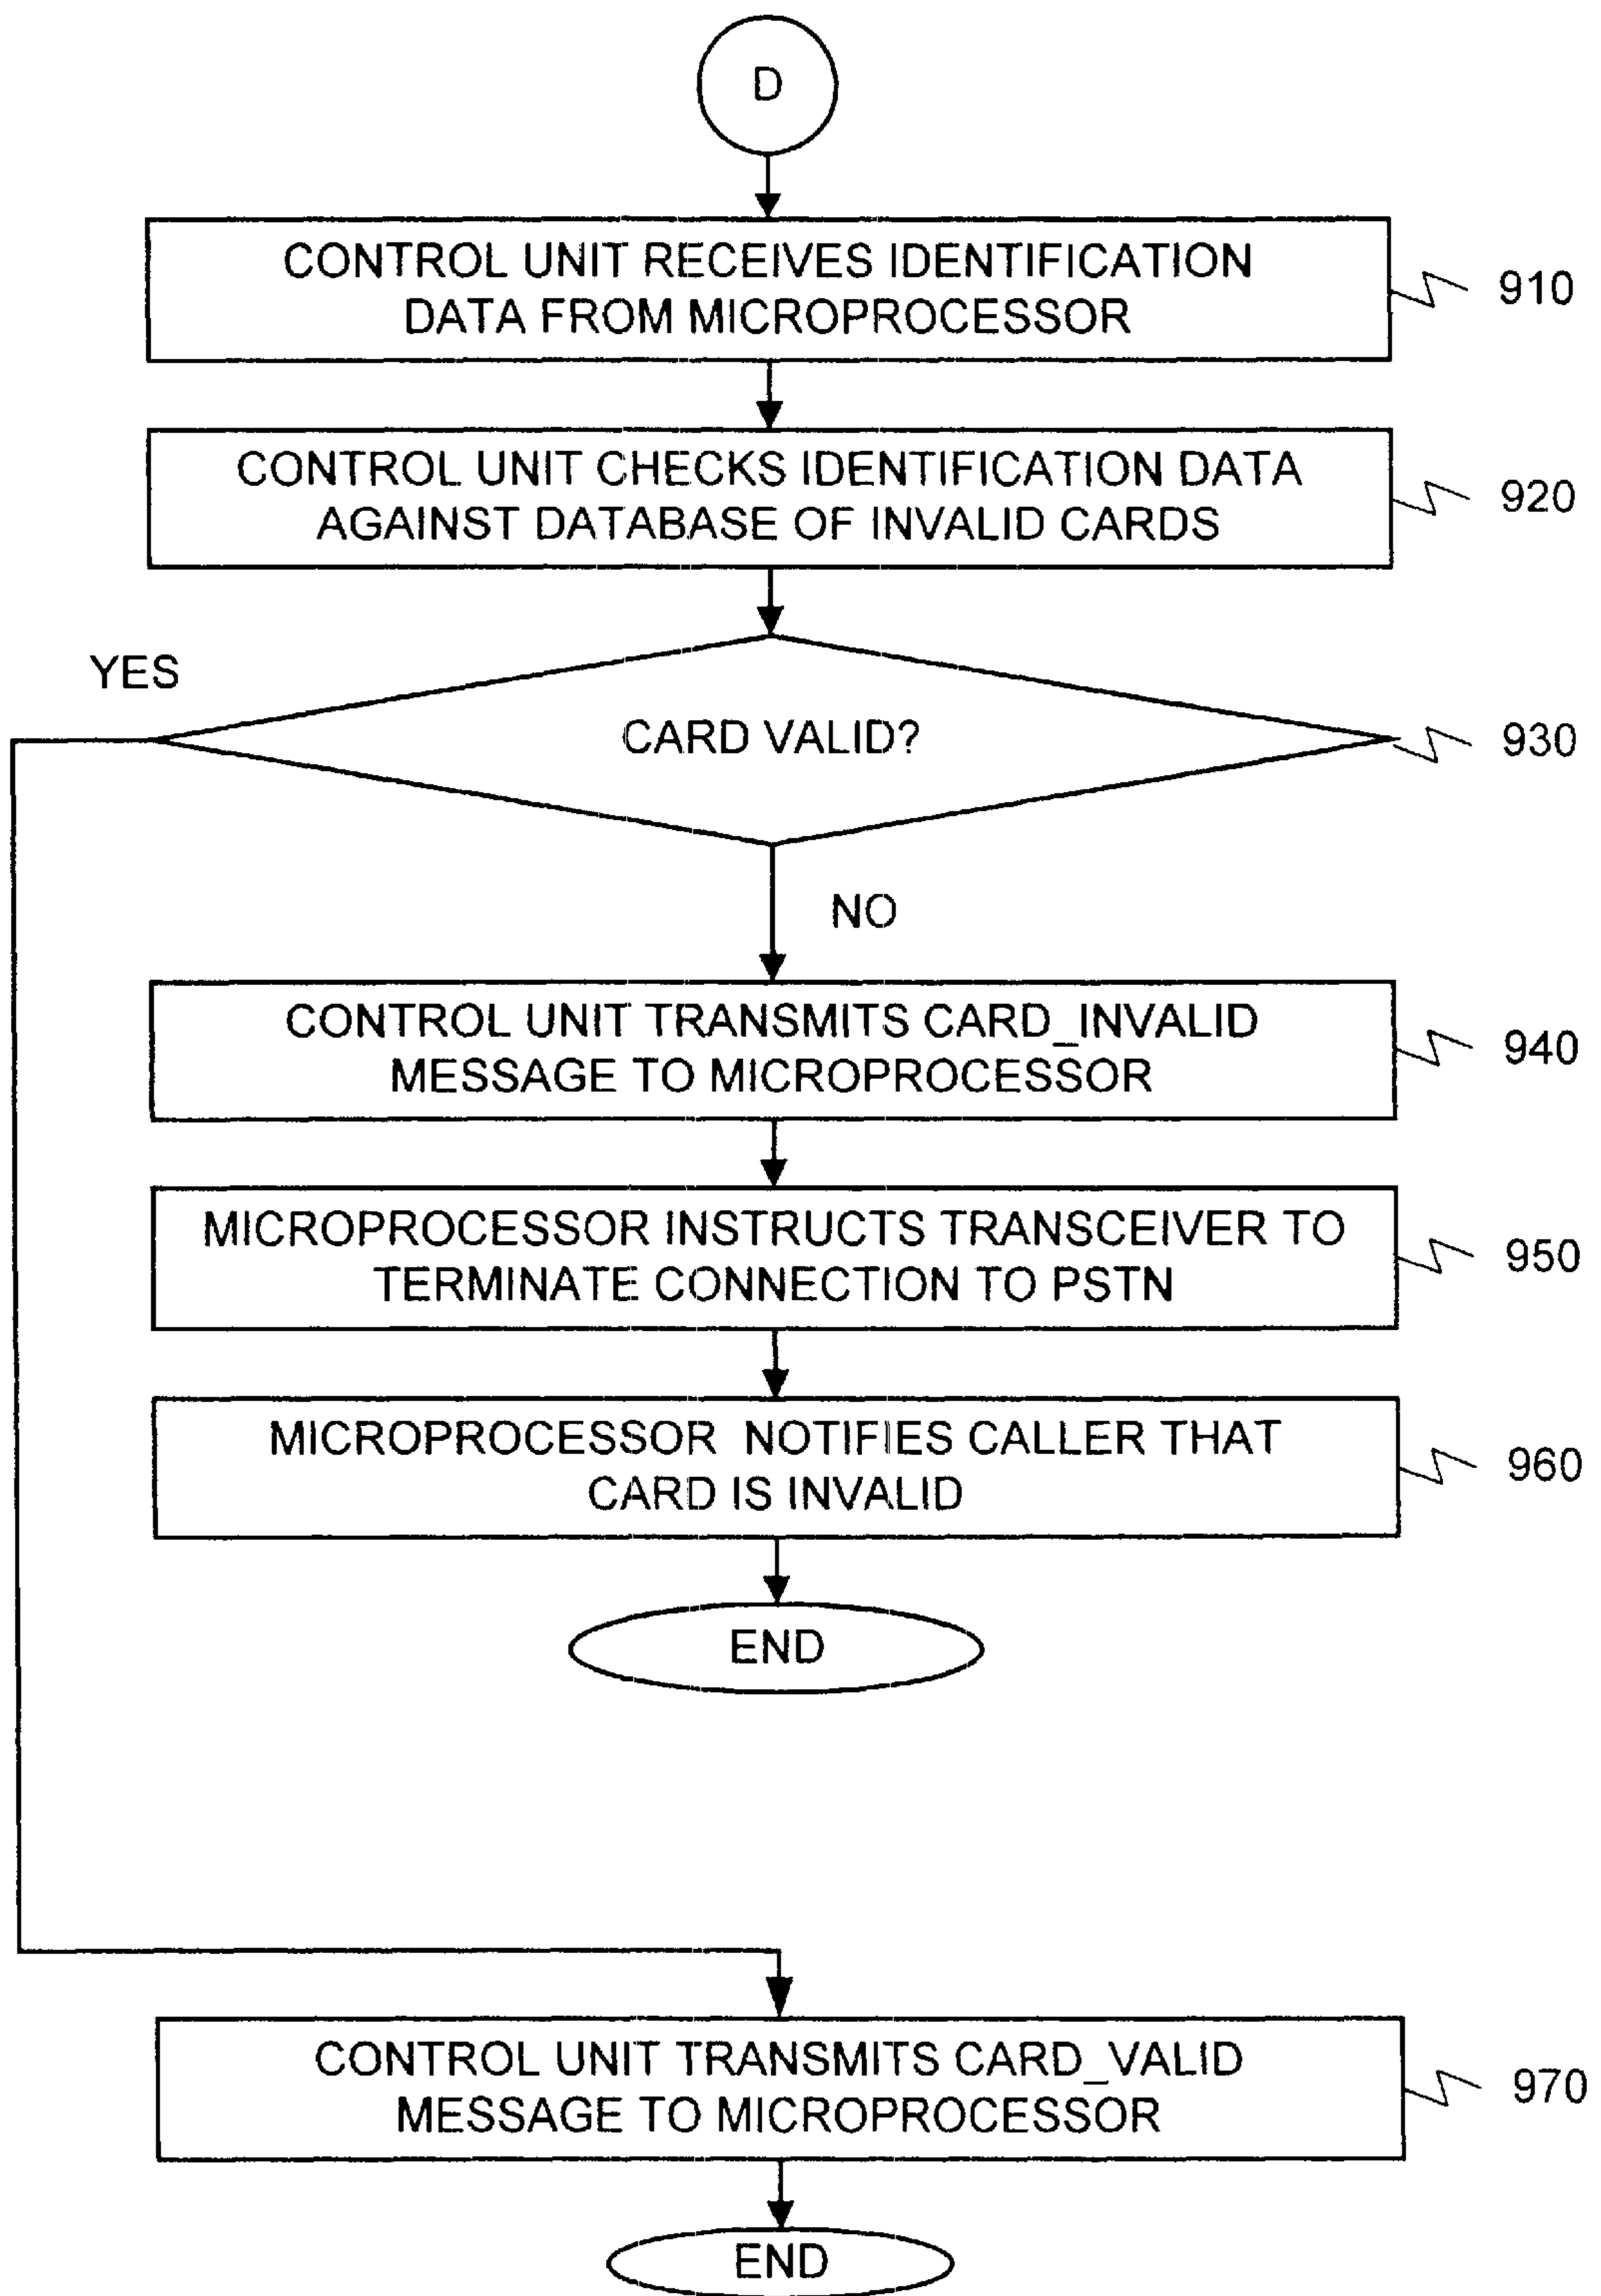 D
CONTROL UNIT RECEIVES IDENTIFICATION
DATA FROM MICROPROCESSOR
910
CONTROL UNIT CHECKS IDENTIFICATION DATA
AGAINST DATABASE OF INVALID CARDS
920
YES
CARD VALID?
930
NO
CONTROL UNIT TRANSMITS CARD_INVALID
MESSAGE TO MICROPROCESSOR
940
MICROPROCESSOR INSTRUCTS TRANSCEIVER TO
TERMINATE CONNECTION TO PSTN
950
MICROPROCESSOR NOTIFIES CALLER THAT
CARD IS INVALID
960
END
CONTROL UNIT TRANSMITS CARD_VALID
MESSAGE TO MICROPROCESSOR
970
END